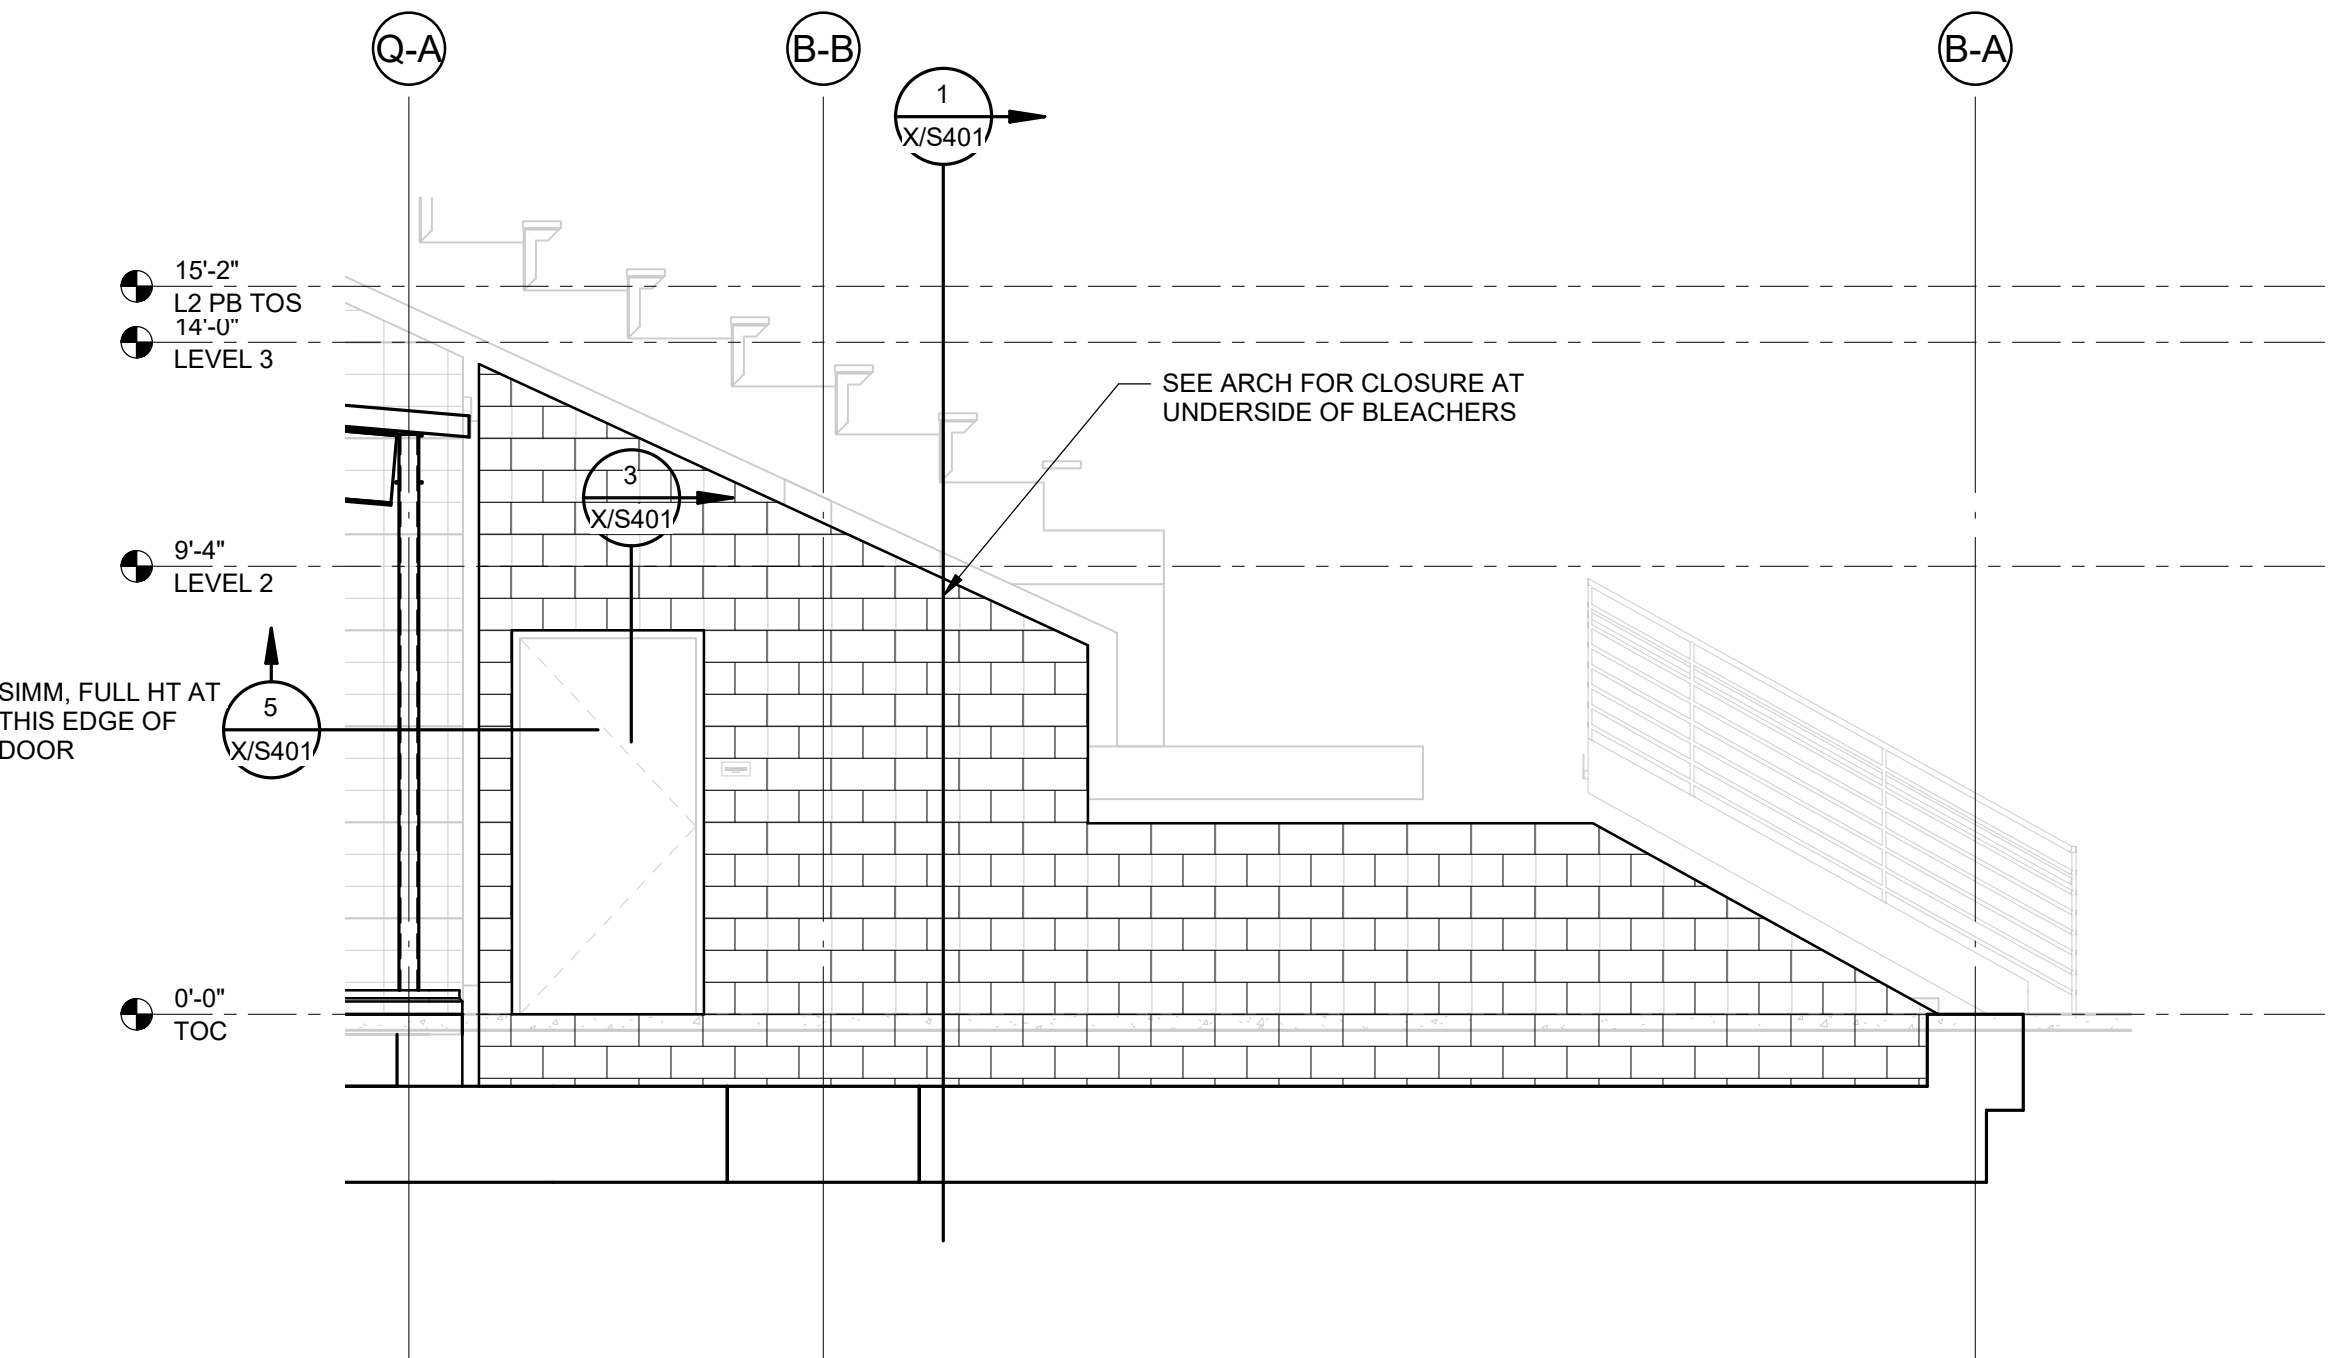 Q-A
B-B
B-A
1
X/S401
15'-2"
L2 PB TOS
14'-0"
LEVEL 3
SEE ARCH FOR CLOSURE AT
UNDERSIDE OF BLEACHERS
3
X/S401
9'-4"
LEVEL 2
SIMM, FULL HT AT
THIS EDGE OF
DOOR
5
X/S401
0'-0"
TOC